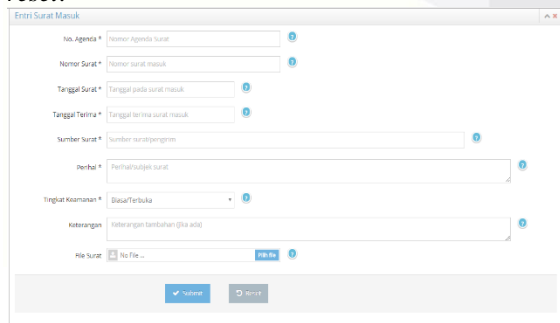 Entri Surat Masuk
No. Agenda * Nomor Agenda Surat
Nomor Surat * Nomor surat masuk
Tanggal Surat * Tanggal pada surat masuk
Tanggal Terima * Tanggal terima surat masuk
Sumber Surat * Sumber surat/pengirim
Perihal * Perihal/subjek surat
Tingkat Keamanan * Biasa/Terbuka
Keterangan Keterangan tambahan (jika ada)
File Surat No File ... Pilih file
Submit Reset